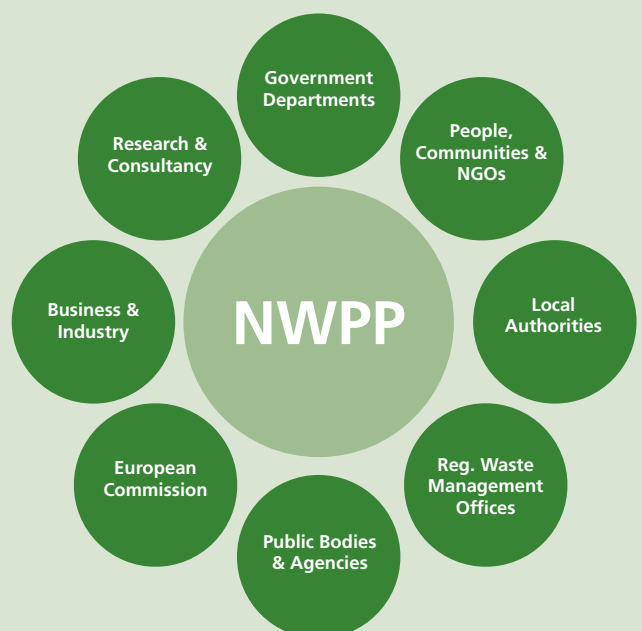 Government
Departments
People,
Communities &
NGOs
Research &
Consultancy
Local
Authorities
Business &
Industry
NWPP
European
Commission
Reg. Waste
Management
Offices
Public Bodies
& Agencies